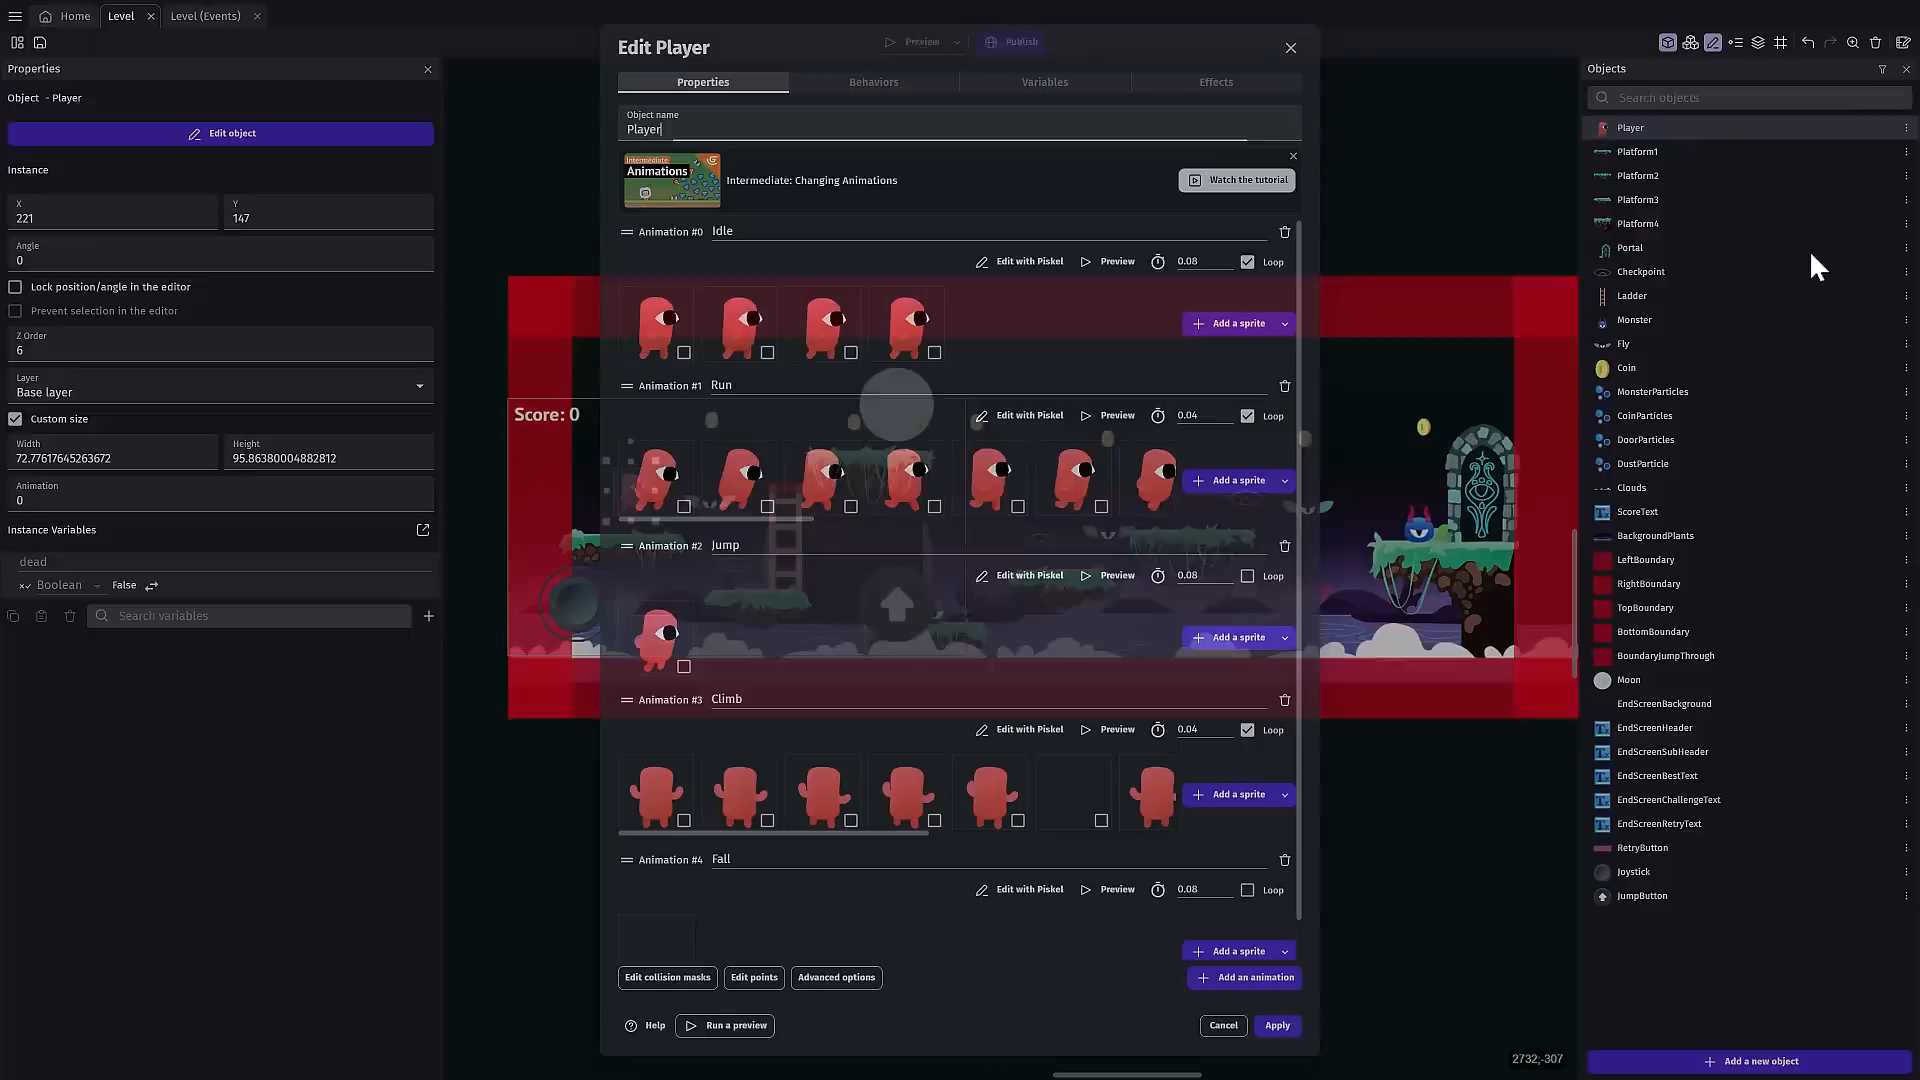 Home
Level
Level (Events)
Properties
Object - Player
Edit object
Instance
X
221
Y
147
Angle
0
Lock position/angle in the editor
Prevent selection in the editor
Z Order
6
Layer
Base layer
Custom size
Width
72.77617645263672
Height
95.86380004882812
Animation
0
Instance Variables
dead
Boolean
False
Search variables
Preview
Publish
Edit Player
Properties
Behaviors
Variables
Effects
Object name
Player
Intermediate
Animations
Intermediate: Changing Animations
Watch the tutorial
Animation #0 Idle
Edit with Piskel
Preview
0.08
Loop
Add a sprite
Animation #1 Run
Edit with Piskel
Preview
0.04
Loop
Add a sprite
Score: 0
Animation #2 Jump
Edit with Piskel
Preview
0.08
Loop
Add a sprite
Animation #3 Climb
Edit with Piskel
Preview
0.04
Loop
Add a sprite
Animation #4 Fall
Edit with Piskel
Preview
0.08
Loop
Add a sprite
Edit collision masks
Edit points
Advanced options
Add an animation
Help
Run a preview
Cancel
Apply
2732;-307
Objects
Search objects
Player
Platform1
Platform2
Platform3
Platform4
Portal
Checkpoint
Ladder
Monster
Fly
Coin
MonsterParticles
CoinParticles
DoorParticles
DustParticle
Clouds
ScoreText
BackgroundPlants
LeftBoundary
RightBoundary
TopBoundary
BottomBoundary
BoundaryJumpThrough
Moon
EndScreenBackground
EndScreenHeader
EndScreenSubHeader
EndScreenBestText
EndScreenChallengeText
EndScreenRetryText
RetryButton
Joystick
JumpButton
Add a new object